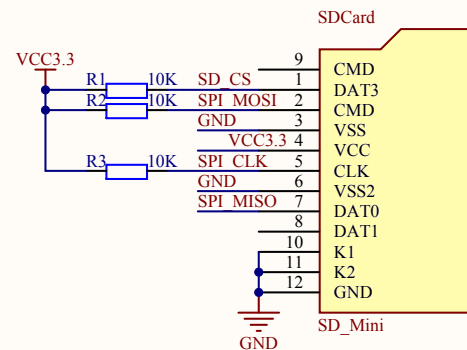 SDCard
VCC3.3
9 CMD
R1 10K SD_CS 1 DAT3
R2 10K SPI_MOSI 2 CMD
GND 3 VSS
VCC3.3 4 VCC
R3 10K SPI_CLK 5 CLK
GND 6 VSS2
SPI_MISO 7 DAT0
8 DAT1
10 K1
11 K2
12 GND
SD_Mini
GND